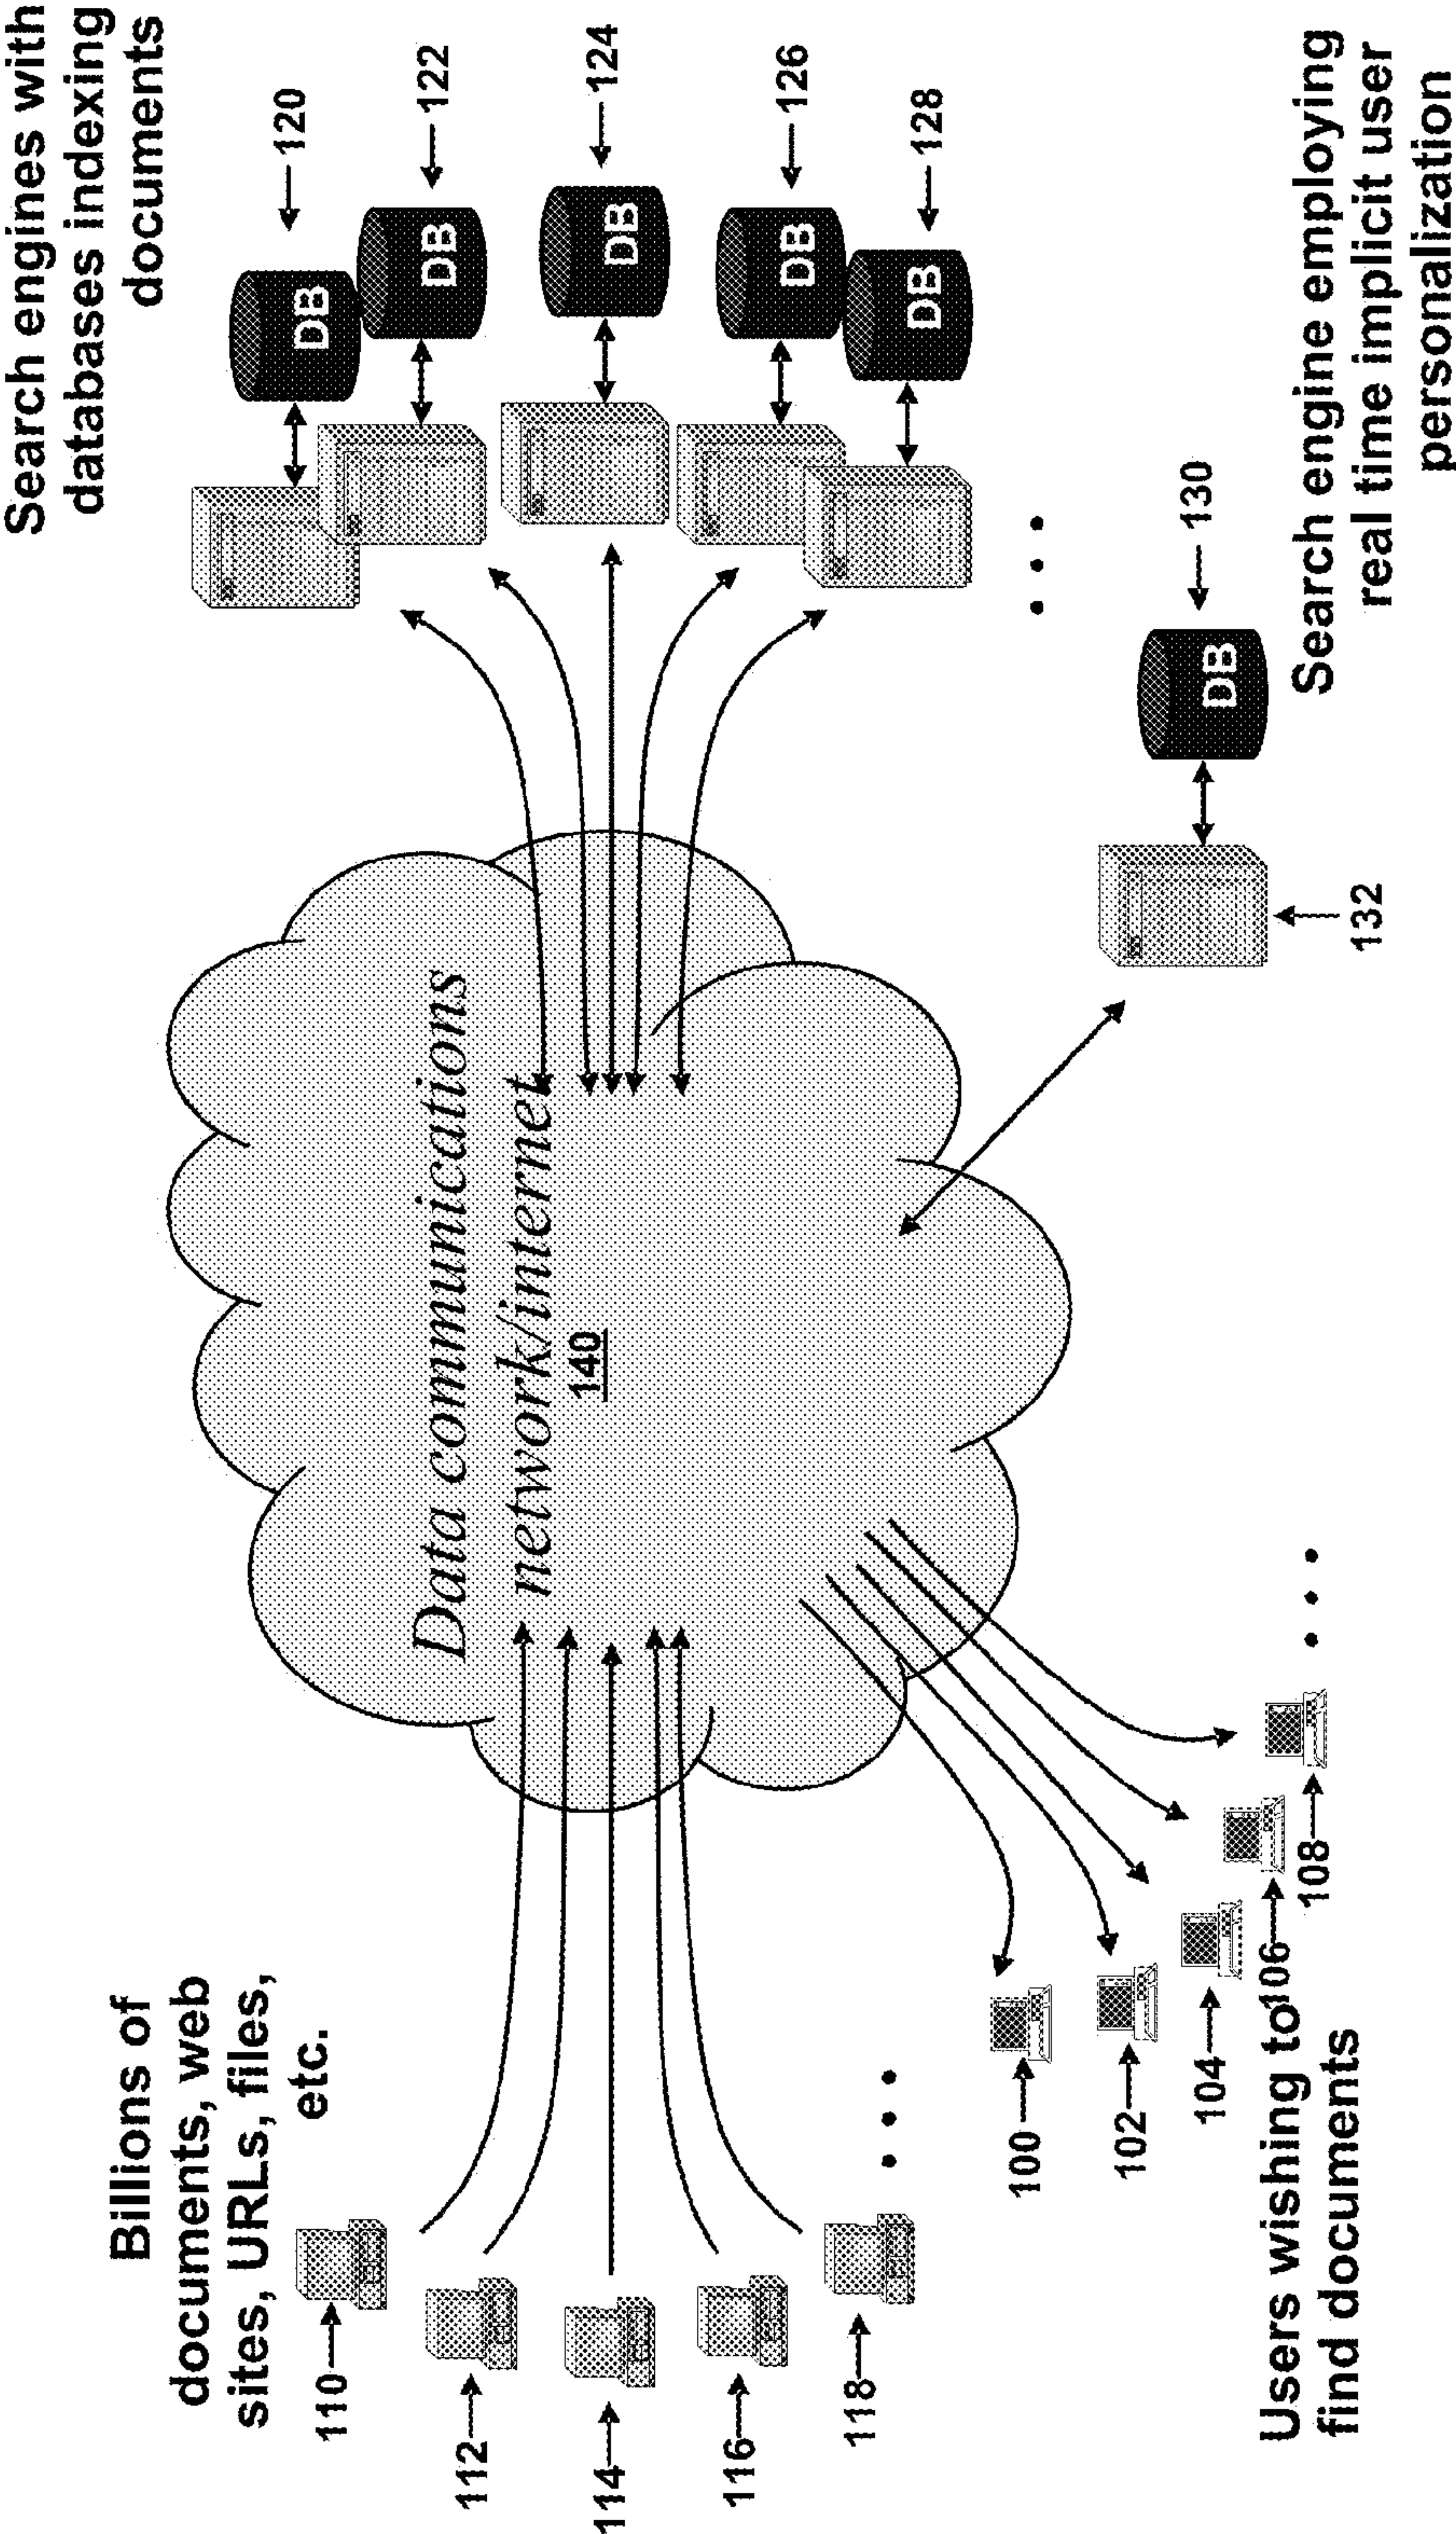 Billions of
documents, web
sites, URLs, files,
etc.
110
112
114
116
118
Data communications
network/internet
140
Search engines with
databases indexing
documents
DB
120
DB
122
DB
124
DB
126
DB
128
100
102
104
106
108
Users wishing to
find documents
DB
130
132
Search engine employing
real time implicit user
personalization